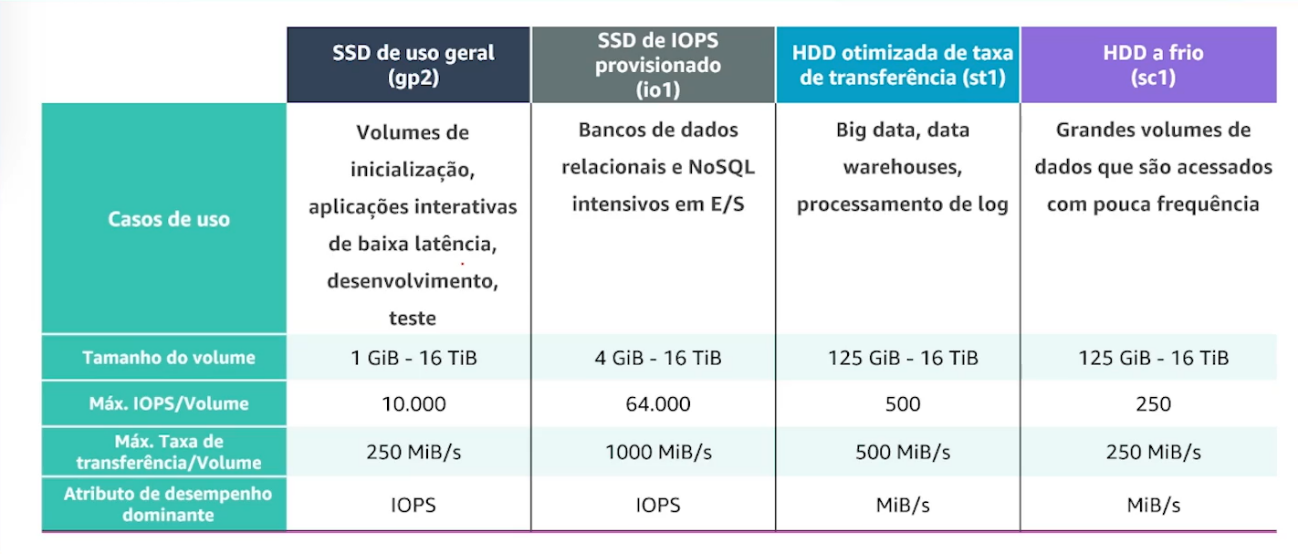 SSD de uso geral
(gp2)
SSD de IOPS
provisionado
(io1)
HDD otimizada de taxa
de transferência (st1)
HDD a frio
(sc1)
Casos de uso
Volumes de
inicialização,
aplicações interativas
de baixa latência,
desenvolvimento,
teste
Bancos de dados
relacionais e NoSQL
intensivos em E/S
Big data, data
warehouses,
processamento de log
Grandes volumes de
dados que são acessados
com pouca frequência
Tamanho do volume
1 GiB - 16 TiB
4 GiB - 16 TiB
125 GiB - 16 TiB
125 GiB - 16 TiB
Máx. IOPS/Volume
10.000
64.000
500
250
Máx. Taxa de
transferência/Volume
250 MiB/s
1000 MiB/s
500 MiB/s
250 MiB/s
Atributo de desempenho
dominante
IOPS
IOPS
MiB/s
MiB/s